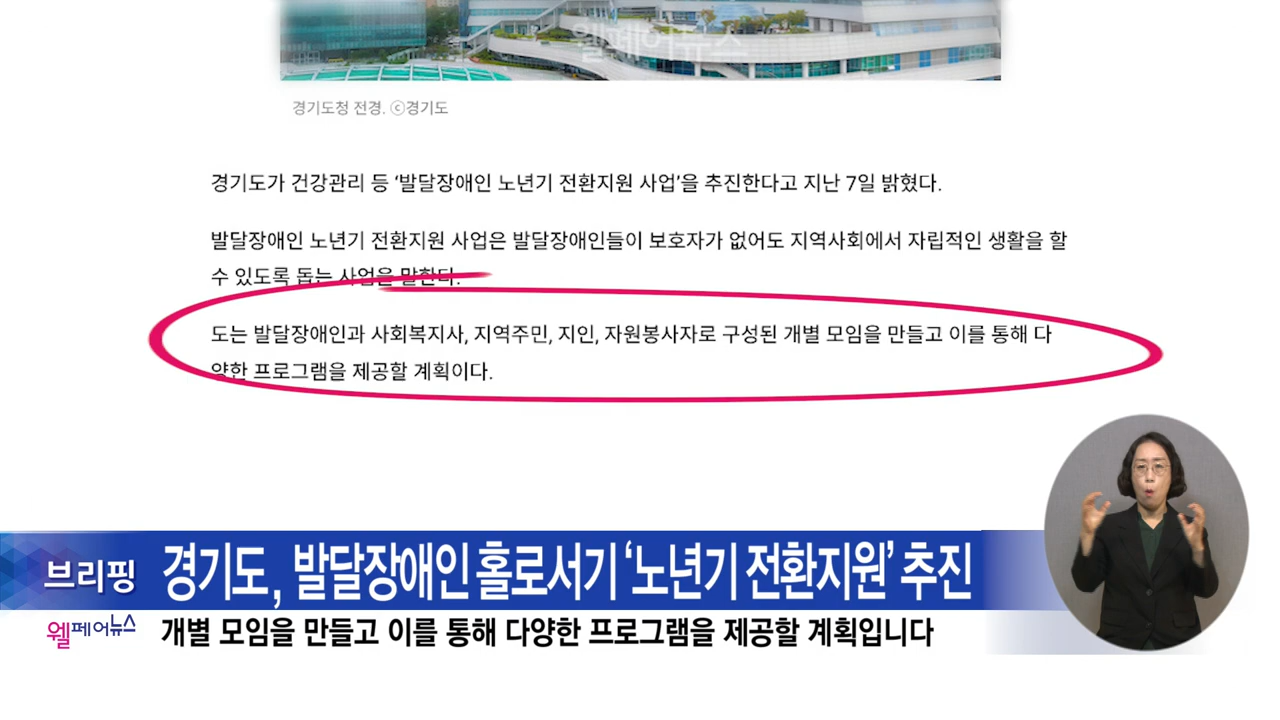 웰페어뉴스
경기도청 전경. ⓒ경기도
경기도가 건강관리 등 ‘발달장애인 노년기 전환지원 사업’을 추진한다고 지난 7일 밝혔다.
발달장애인 노년기 전환지원 사업은 발달장애인들이 보호자가 없어도 지역사회에서 자립적인 생활을 할
수 있도록 돕는 사업을 말한다.
도는 발달장애인과 사회복지사, 지역주민, 지인, 자원봉사자로 구성된 개별 모임을 만들고 이를 통해 다
양한 프로그램을 제공할 계획이다.
브리핑
경기도, 발달장애인 홀로서기 ‘노년기 전환지원’ 추진
웰페어뉴스
개별 모임을 만들고 이를 통해 다양한 프로그램을 제공할 계획입니다